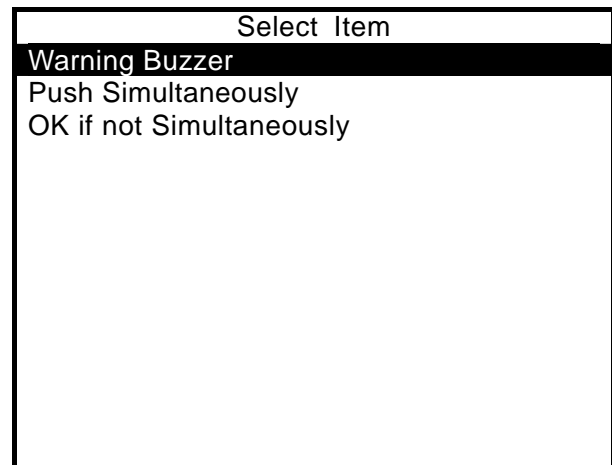 Select Item
Warning Buzzer
Push Simultaneously
OK if not Simultaneously